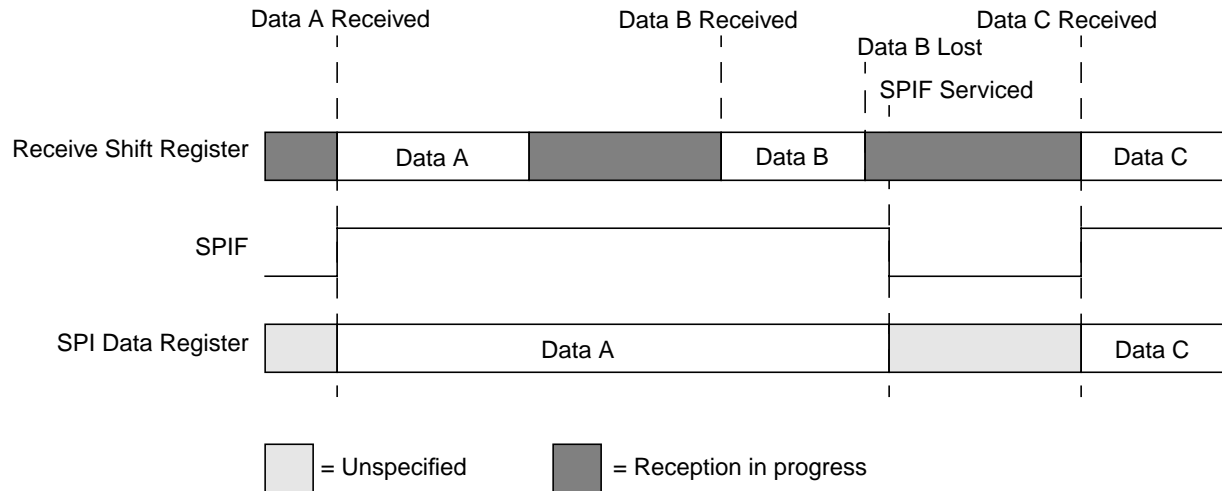 Data A Received
Data B Received
Data C Received
Data B Lost
SPIF Serviced
Receive Shift Register
Data A
Data B
Data C
SPIF
SPI Data Register
Data A
Data C
= Unspecified
= Reception in progress